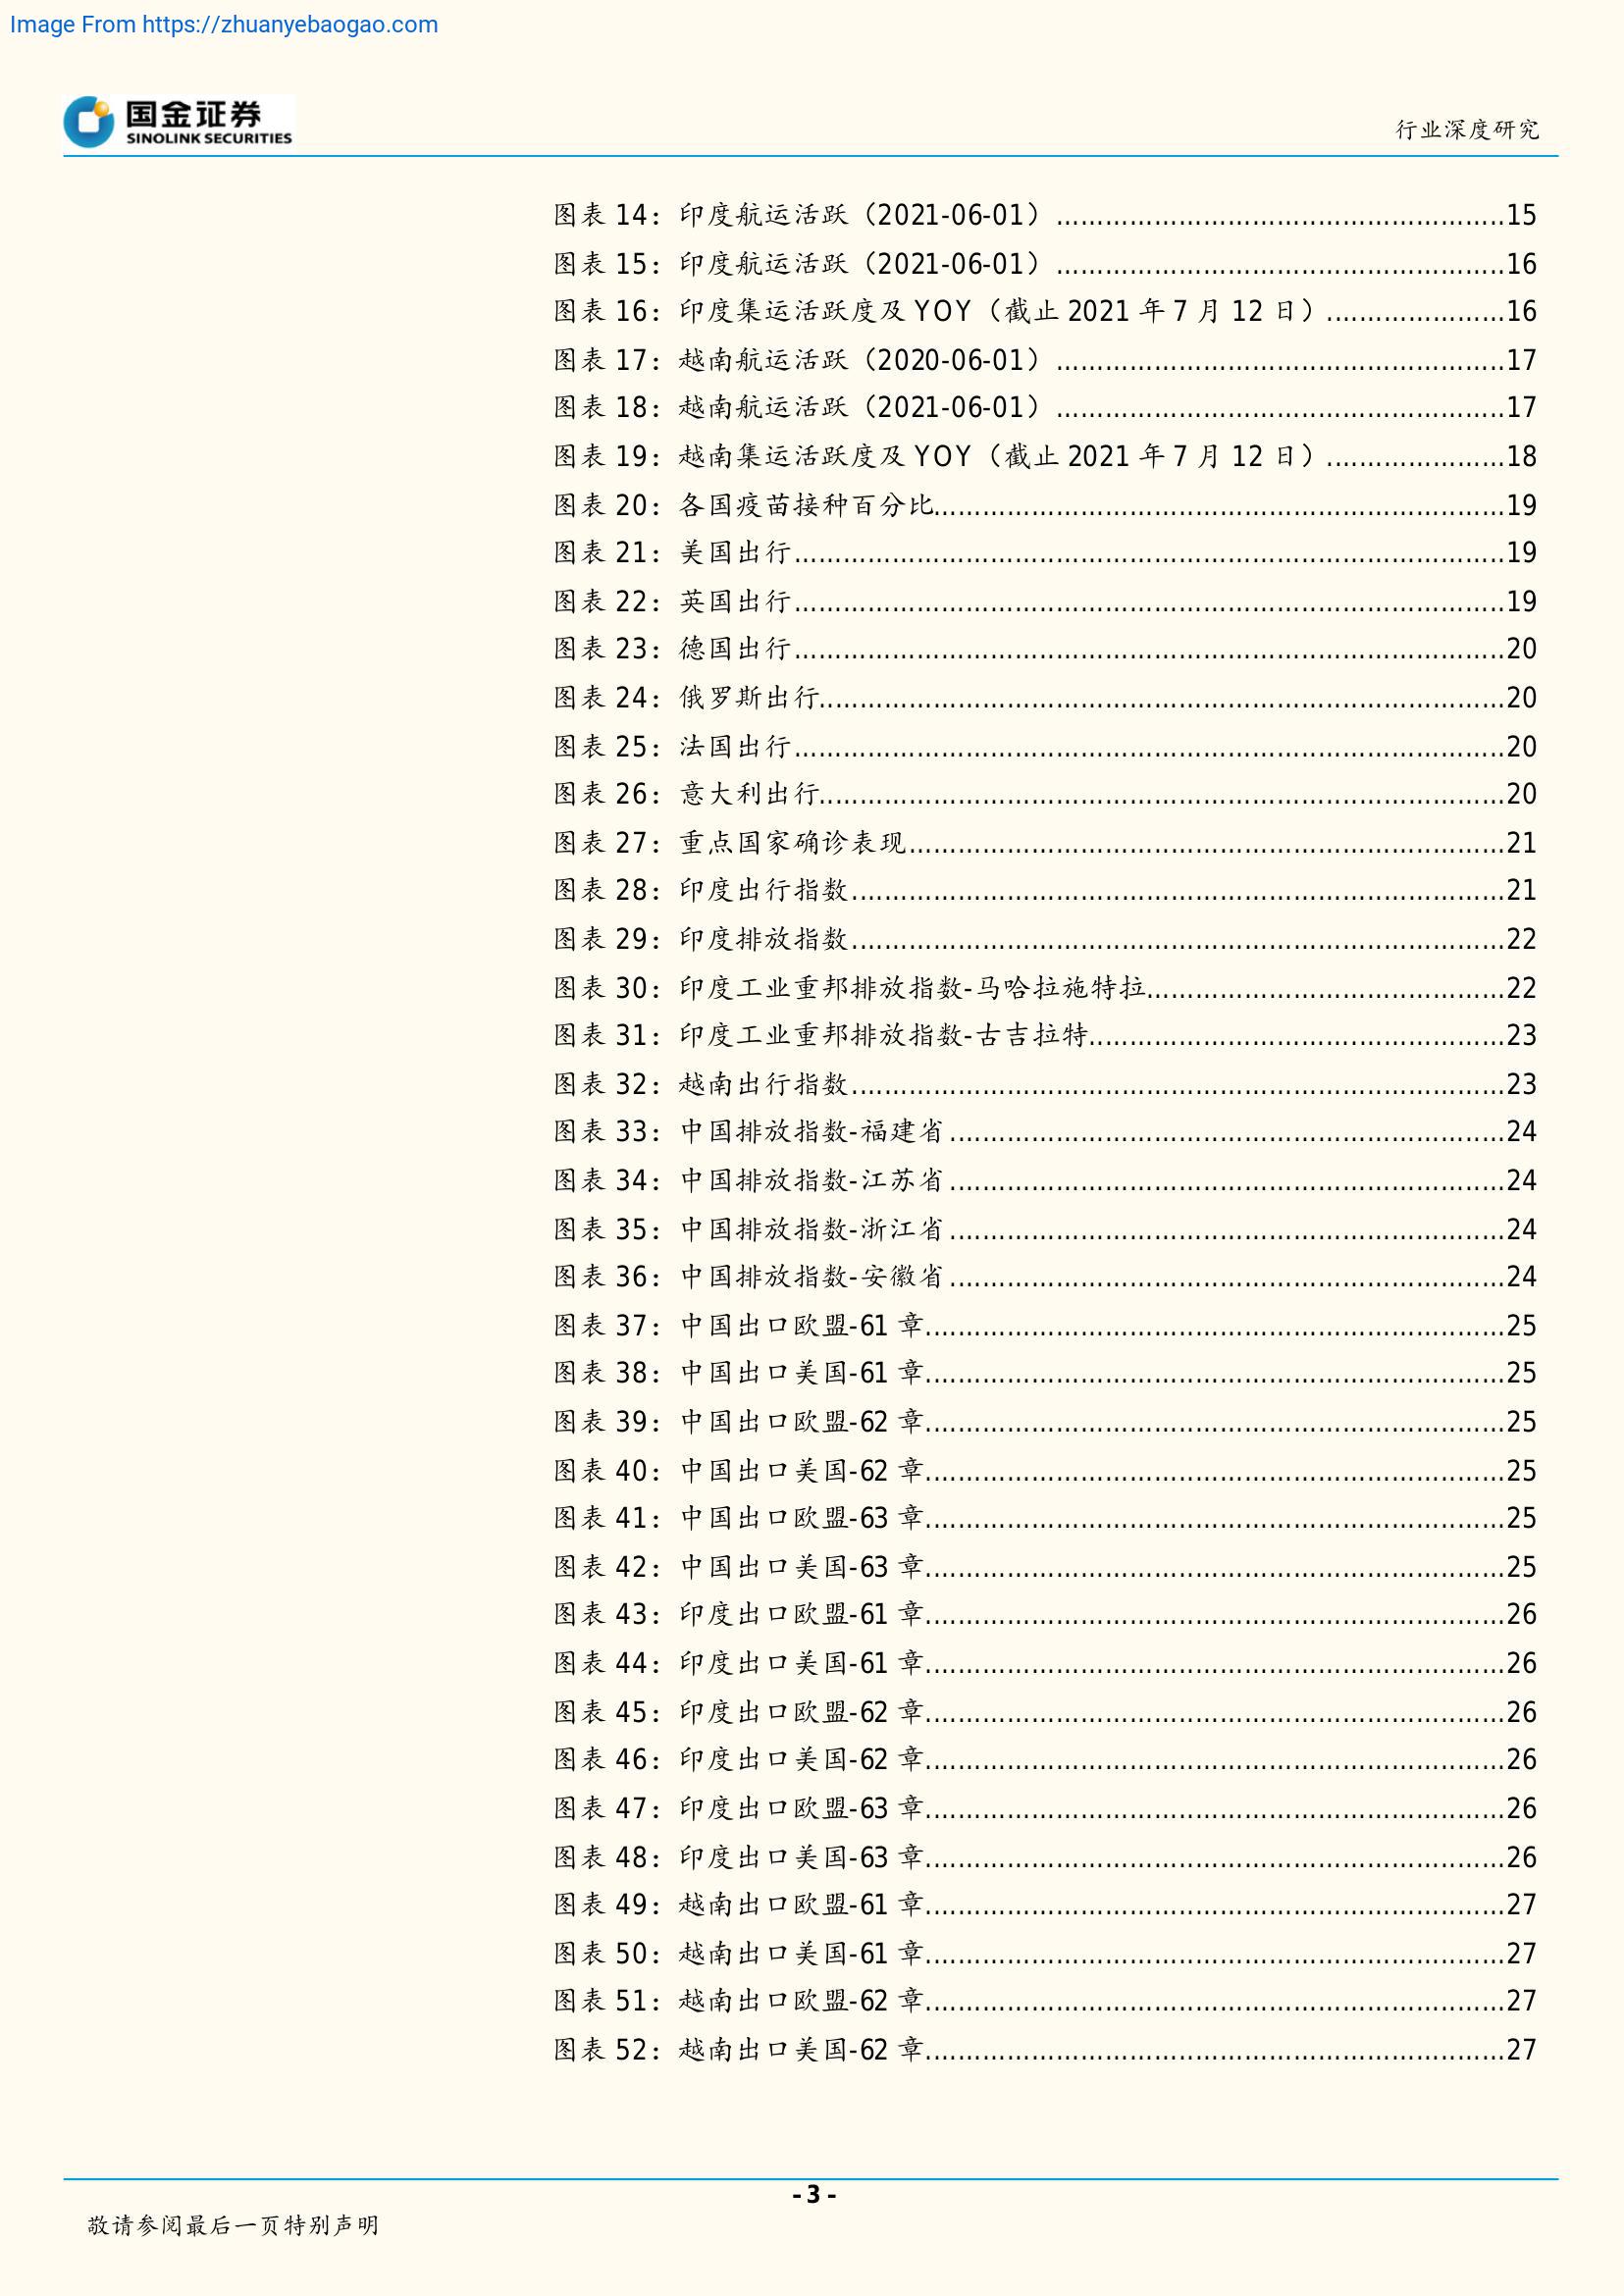 Image From https://zhuanyebaogao.com
国金证券
SINOLINK SECURITIES
行业深度研究
图表 14：印度航运活跃（2021-06-01）...............15
图表 15：印度航运活跃（2021-06-01）...............16
图表 16：印度集运活跃度及 YOY（截止 2021 年 7 月 12 日）...............16
图表 17：越南航运活跃（2020-06-01）...............17
图表 18：越南航运活跃（2021-06-01）...............17
图表 19：越南集运活跃度及 YOY（截止 2021 年 7 月 12 日）...............18
图表 20：各国疫苗接种百分比...............19
图表 21：美国出行...............19
图表 22：英国出行...............19
图表 23：德国出行...............20
图表 24：俄罗斯出行...............20
图表 25：法国出行...............20
图表 26：意大利出行...............20
图表 27：重点国家确诊表现...............21
图表 28：印度出行指数...............21
图表 29：印度排放指数...............22
图表 30：印度工业重邦排放指数-马哈拉施特拉...............22
图表 31：印度工业重邦排放指数-古吉拉特...............23
图表 32：越南出行指数...............23
图表 33：中国排放指数-福建省...............24
图表 34：中国排放指数-江苏省...............24
图表 35：中国排放指数-浙江省...............24
图表 36：中国排放指数-安徽省...............24
图表 37：中国出口欧盟-61 章...............25
图表 38：中国出口美国-61 章...............25
图表 39：中国出口欧盟-62 章...............25
图表 40：中国出口美国-62 章...............25
图表 41：中国出口欧盟-63 章...............25
图表 42：中国出口美国-63 章...............25
图表 43：印度出口欧盟-61 章...............26
图表 44：印度出口美国-61 章...............26
图表 45：印度出口欧盟-62 章...............26
图表 46：印度出口美国-62 章...............26
图表 47：印度出口欧盟-63 章...............26
图表 48：印度出口美国-63 章...............26
图表 49：越南出口欧盟-61 章...............27
图表 50：越南出口美国-61 章...............27
图表 51：越南出口欧盟-62 章...............27
图表 52：越南出口美国-62 章...............27
- 3 -
敬请参阅最后一页特别声明